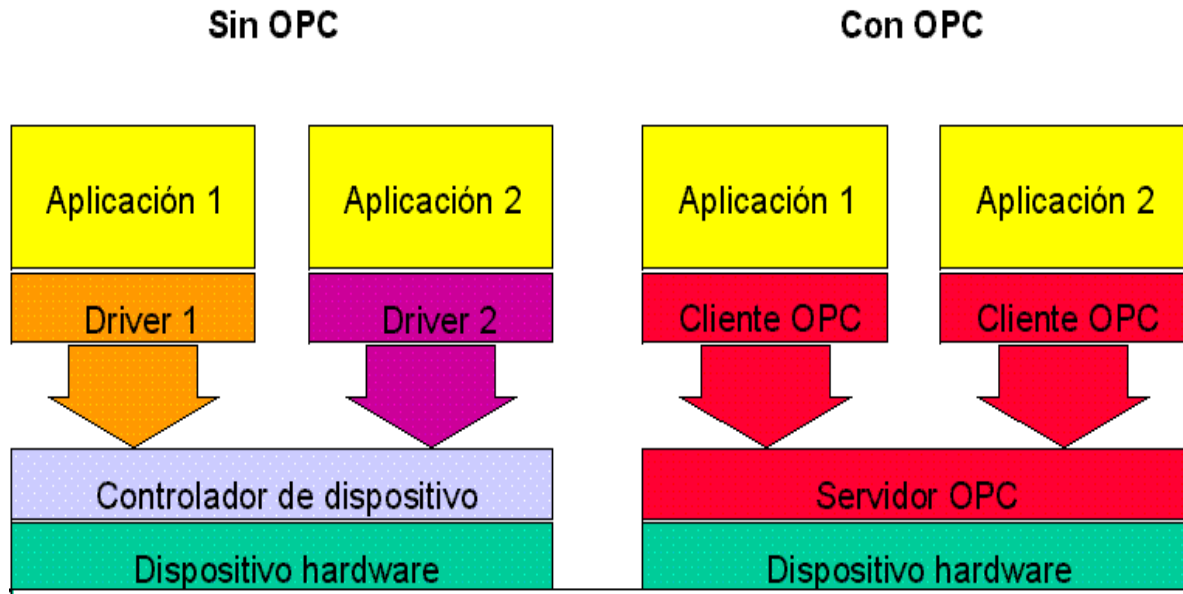 Sin OPC
Con OPC
Aplicación 1
Aplicación 2
Aplicación 1
Aplicación 2
Driver 1
Driver 2
Cliente OPC
Cliente OPC
Controlador de dispositivo
Servidor OPC
Dispositivo hardware
Dispositivo hardware